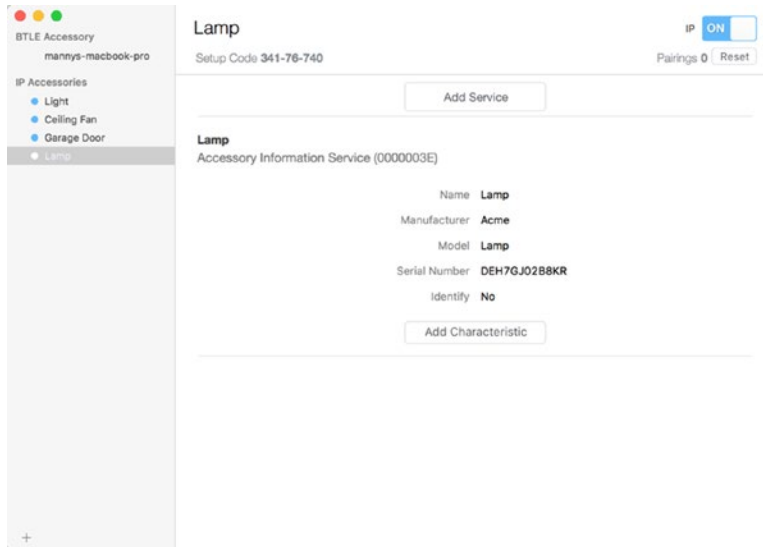 BTLE Accessory
mannys-macbook-pro
IP Accessories
Light
Ceiling Fan
Garage Door
Lamp
+
Lamp
IP ON
Setup Code 341-76-740
Pairings 0 Reset
Add Service
Lamp
Accessory Information Service (0000003E)
Name Lamp
Manufacturer Acme
Model Lamp
Serial Number DEH7GJ02B8KR
Identify No
Add Characteristic